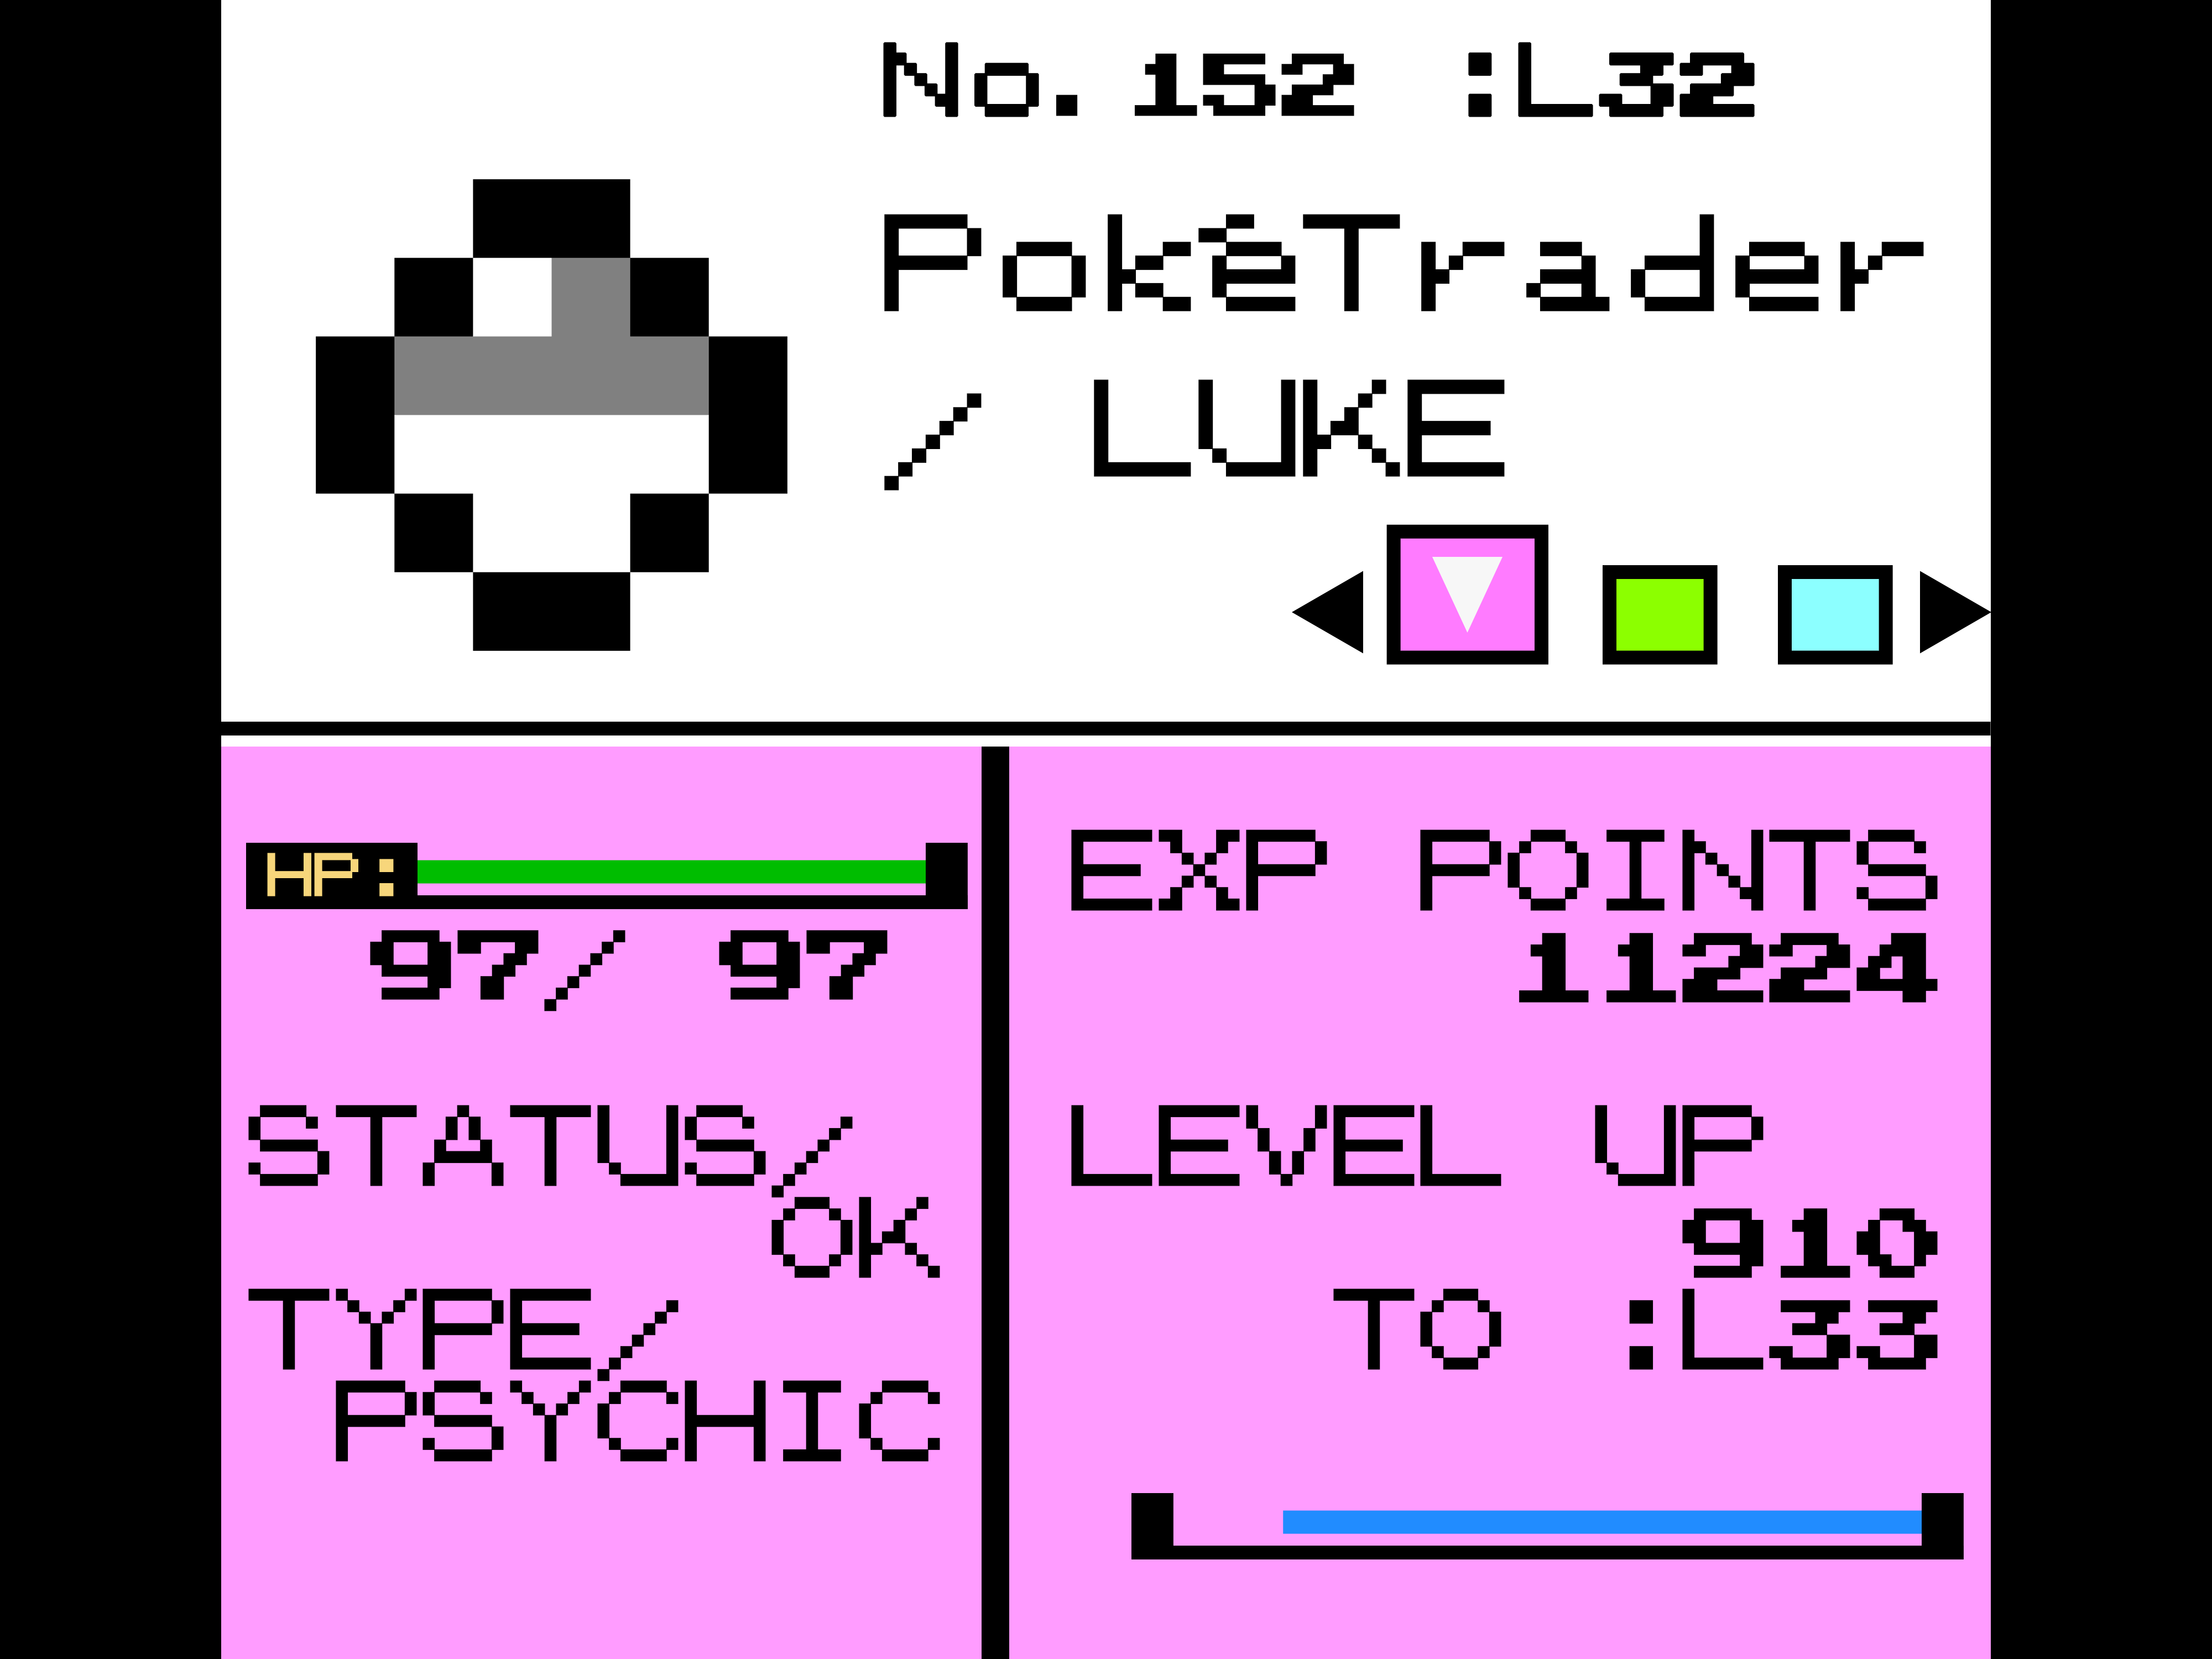 No. 152 :L32
PokéTrader
/ LUKE
HP:
97/ 97
STATUS/
OK
TYPE/
PSYCHIC
EXP POINTS
11224
LEVEL UP
910
TO :L33